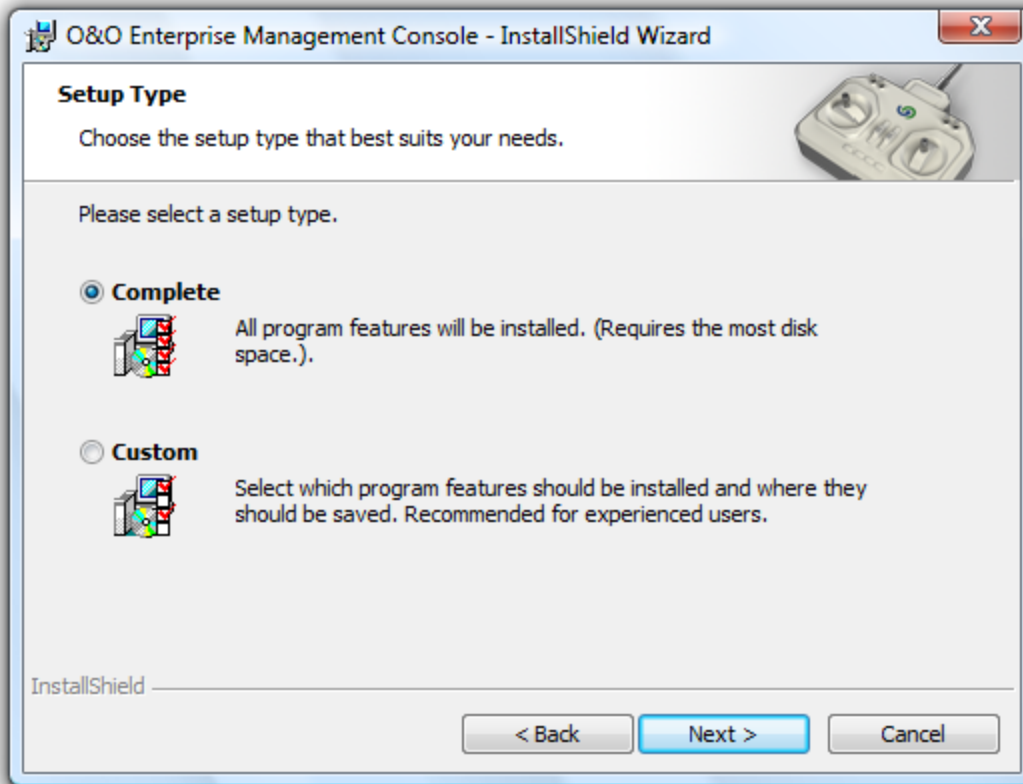 O&O Enterprise Management Console - InstallShield Wizard
Setup Type
Choose the setup type that best suits your needs.
Please select a setup type.
Complete
All program features will be installed. (Requires the most disk
space.).
Custom
Select which program features should be installed and where they
should be saved. Recommended for experienced users.
InstallShield
< Back
Next >
Cancel